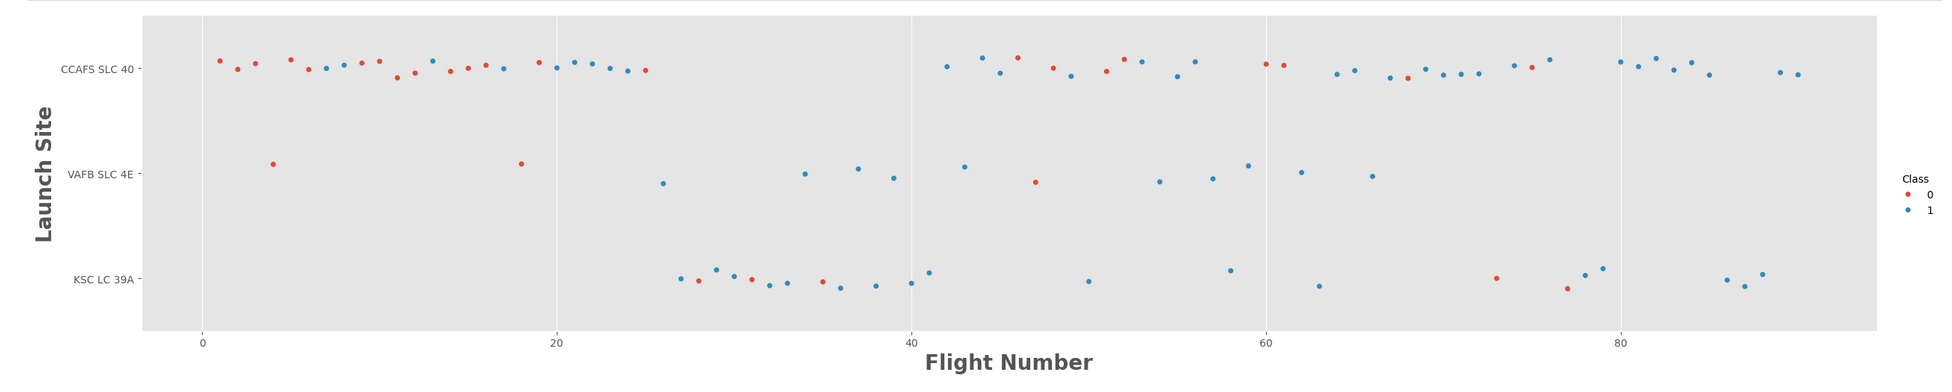 CCAFS SLC 40
VAFB SLC 4E
KSC LC 39A
Launch Site
0 20 40 60 80
Flight Number
Class
0
1